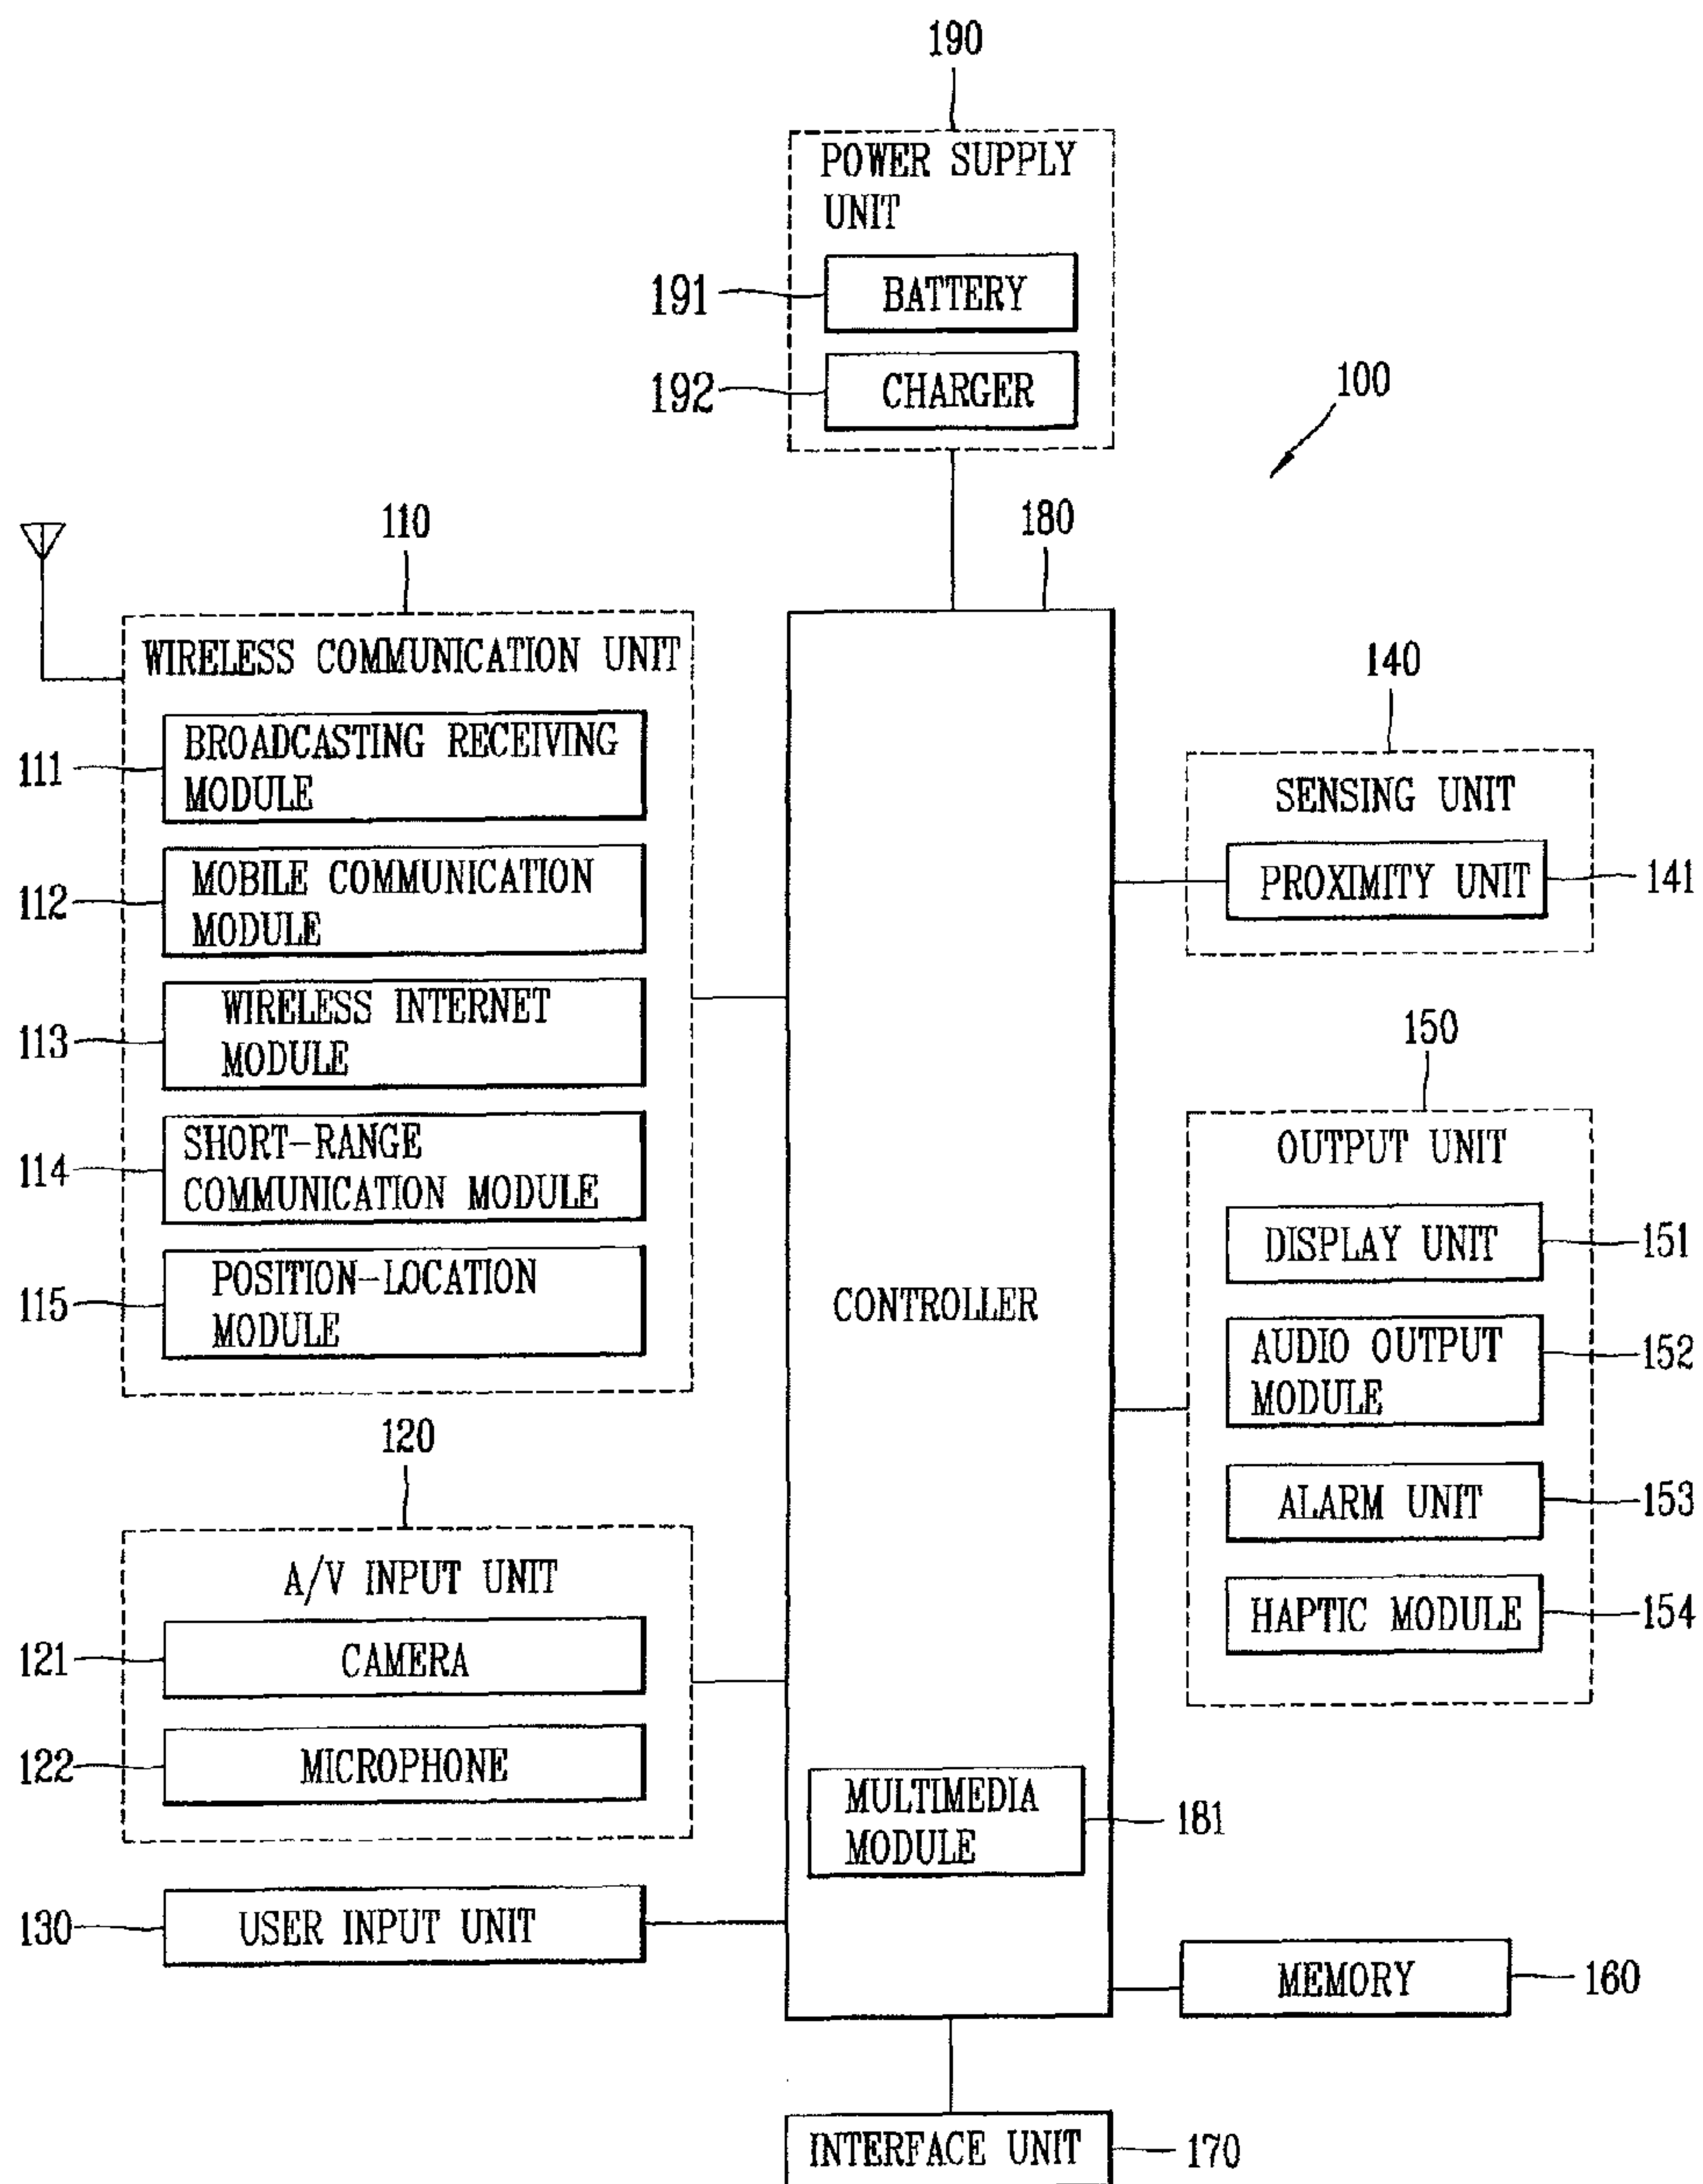 190
POWER SUPPLY
UNIT
191
BATTERY
192
CHARGER
100
110
180
WIRELESS COMMUNICATION UNIT
111
BROADCASTING RECEIVING
MODULE
112
MOBILE COMMUNICATION
MODULE
113
WIRELESS INTERNET
MODULE
114
SHORT-RANGE
COMMUNICATION MODULE
115
POSITION-LOCATION
MODULE
120
A/V INPUT UNIT
121
CAMERA
122
MICROPHONE
130
USER INPUT UNIT
CONTROLLER
MULTIMEDIA
MODULE
181
140
SENSING UNIT
PROXIMITY UNIT
141
150
OUTPUT UNIT
DISPLAY UNIT
151
AUDIO OUTPUT
MODULE
152
ALARM UNIT
153
HAPTIC MODULE
154
MEMORY
160
INTERFACE UNIT
170